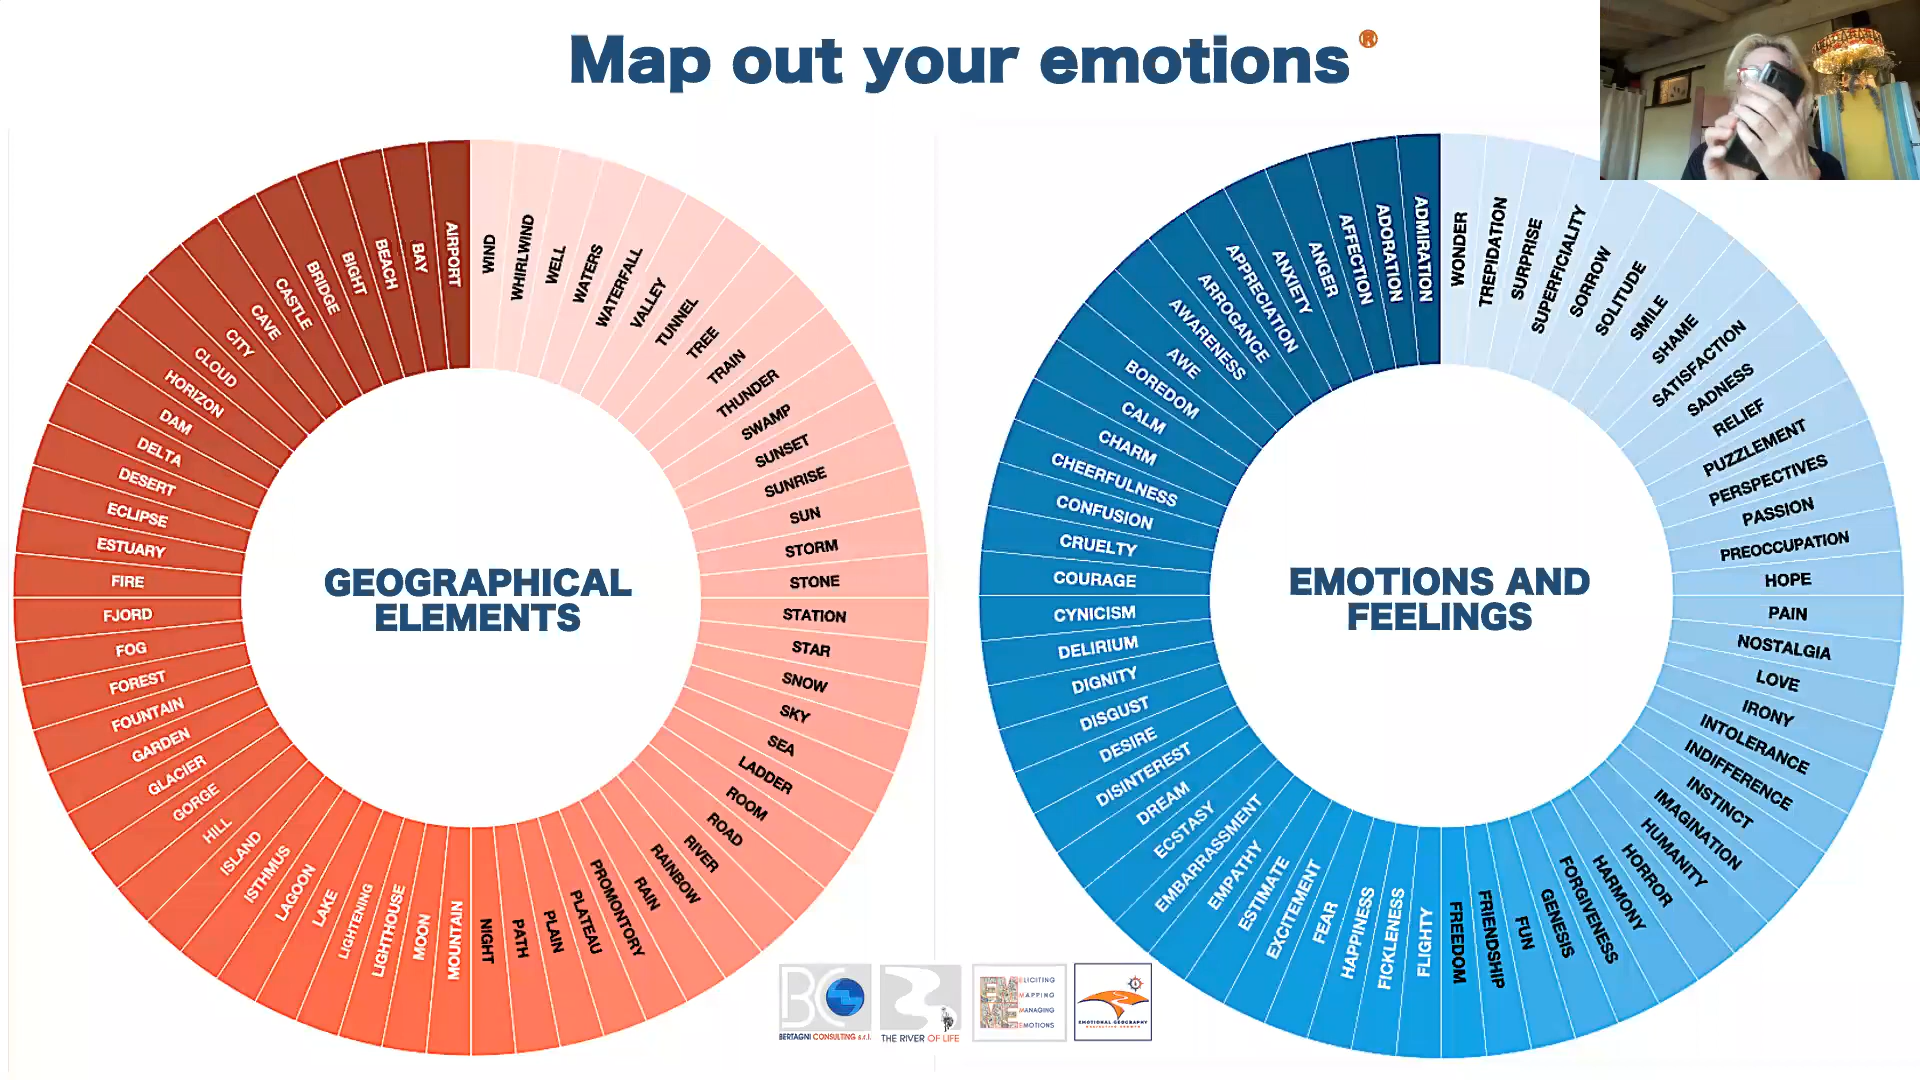 Map out your emotions®
AIRPORT
BAY
BEACH
BIGHT
BRIDGE
CASTLE
CAVE
CITY
CLOUD
HORIZON
DAM
DELTA
DESERT
ECLIPSE
ESTUARY
FIRE
FJORD
FOG
FOREST
FOUNTAIN
GARDEN
GLACIER
GORGE
HILL
ISLAND
ISTHMUS
LAGOON
LAKE
LIGHTENING
LIGHTHOUSE
MOON
MOUNTAIN
NIGHT
PATH
PLAIN
PLATEAU
PROMONTORY
RAIN
RAINBOW
RIVER
ROAD
ROOM
LADDER
SEA
SKY
SNOW
STAR
STATION
STONE
STORM
SUN
SUNRISE
SUNSET
SWAMP
THUNDER
TRAIN
TREE
TUNNEL
VALLEY
WATERFALL
WATERS
WELL
WHIRLWIND
WIND
GEOGRAPHICAL
ELEMENTS
ADMIRATION
ADORATION
AFFECTION
ANGER
ANXIETY
APPRECIATION
ARROGANCE
AWARENESS
AWE
BOREDOM
CALM
CHARM
CHEERFULNESS
CONFUSION
CRUELTY
COURAGE
CYNICISM
DELIRIUM
DIGNITY
DISGUST
DESIRE
DISINTEREST
DREAM
ECSTASY
EMBARRASSMENT
EMPATHY
ESTIMATE
EXCITEMENT
FEAR
HAPPINESS
FICKLENESS
FLIGHTY
FREEDOM
FRIENDSHIP
FUN
GENESIS
FORGIVENESS
HARMONY
HORROR
HUMANITY
IMAGINATION
INSTINCT
INDIFFERENCE
INTOLERANCE
IRONY
LOVE
NOSTALGIA
PAIN
HOPE
PREOCCUPATION
PASSION
PERSPECTIVES
PUZZLEMENT
RELIEF
SADNESS
SATISFACTION
SHAME
SMILE
SOLITUDE
SORROW
SUPERFICIALITY
SURPRISE
TREPIDATION
WONDER
EMOTIONS AND
FEELINGS
BC
BERTAGNI CONSULTING s.r.l.
THE RIVER OF LIFE
ELICITING
MAPPING
MANAGING
EMOTIONS
EMOTIONAL GEOGRAPHY